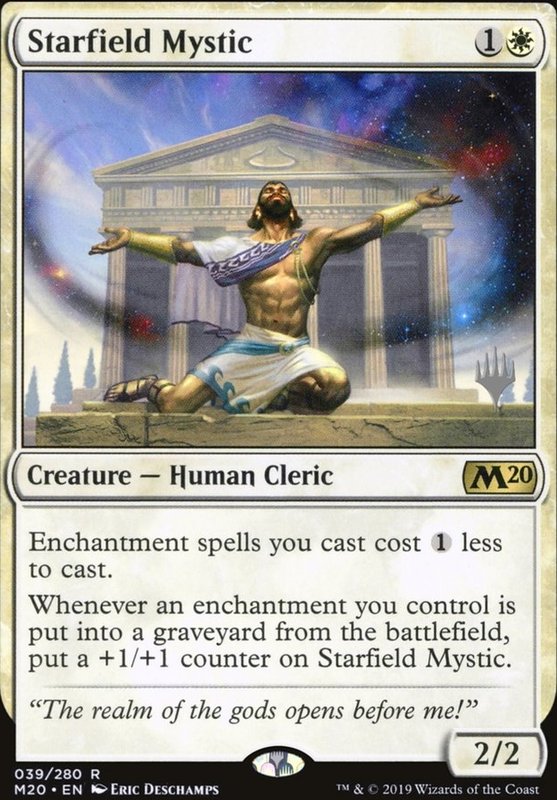 Starfield Mystic 1
Creature — Human Cleric M20
Enchantment spells you cast cost 1 less
to cast.
Whenever an enchantment you control is
put into a graveyard from the battlefield,
put a +1/+1 counter on Starfield Mystic.
“The realm of the gods opens before me!”
2/2
039/280 R
M20 • EN Eric Deschamps
™ & © 2019 Wizards of the Coast